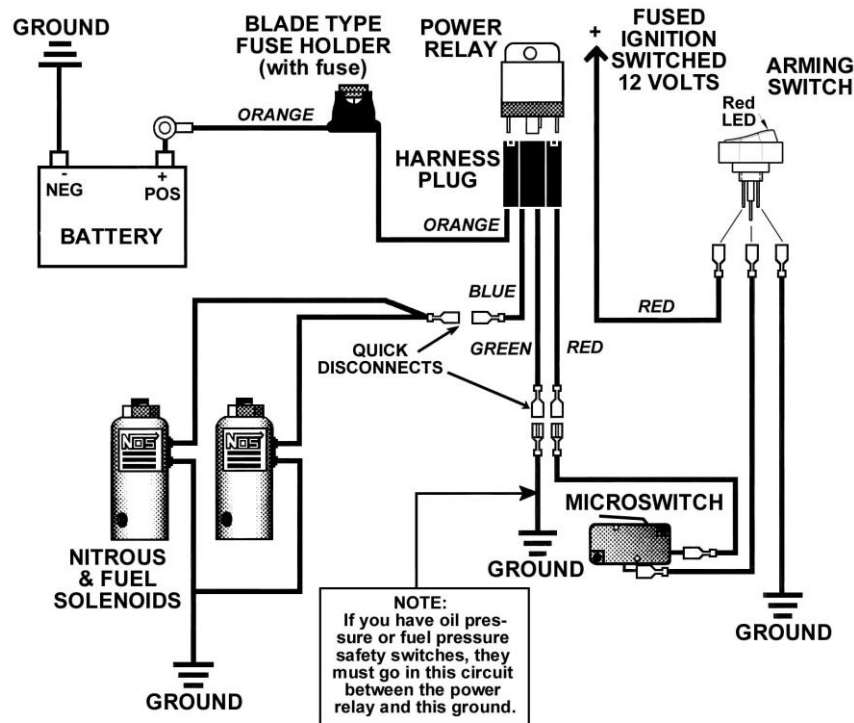 GROUND
BLADE TYPE
FUSE HOLDER
(with fuse)
POWER
RELAY
+
FUSED
IGNITION
SWITCHED
12 VOLTS
ARMING
SWITCH
Red
LED
ORANGE
-
NEG
+
POS
BATTERY
HARNESS
PLUG
ORANGE
BLUE
RED
QUICK
DISCONNECTS
GREEN
RED
NOS
NOS
NITROUS
& FUEL
SOLENOIDS
GROUND
MICROSWITCH
GROUND
GROUND
NOTE:
If you have oil pres-
sure or fuel pressure
safety switches, they
must go in this circuit
between the power
relay and this ground.